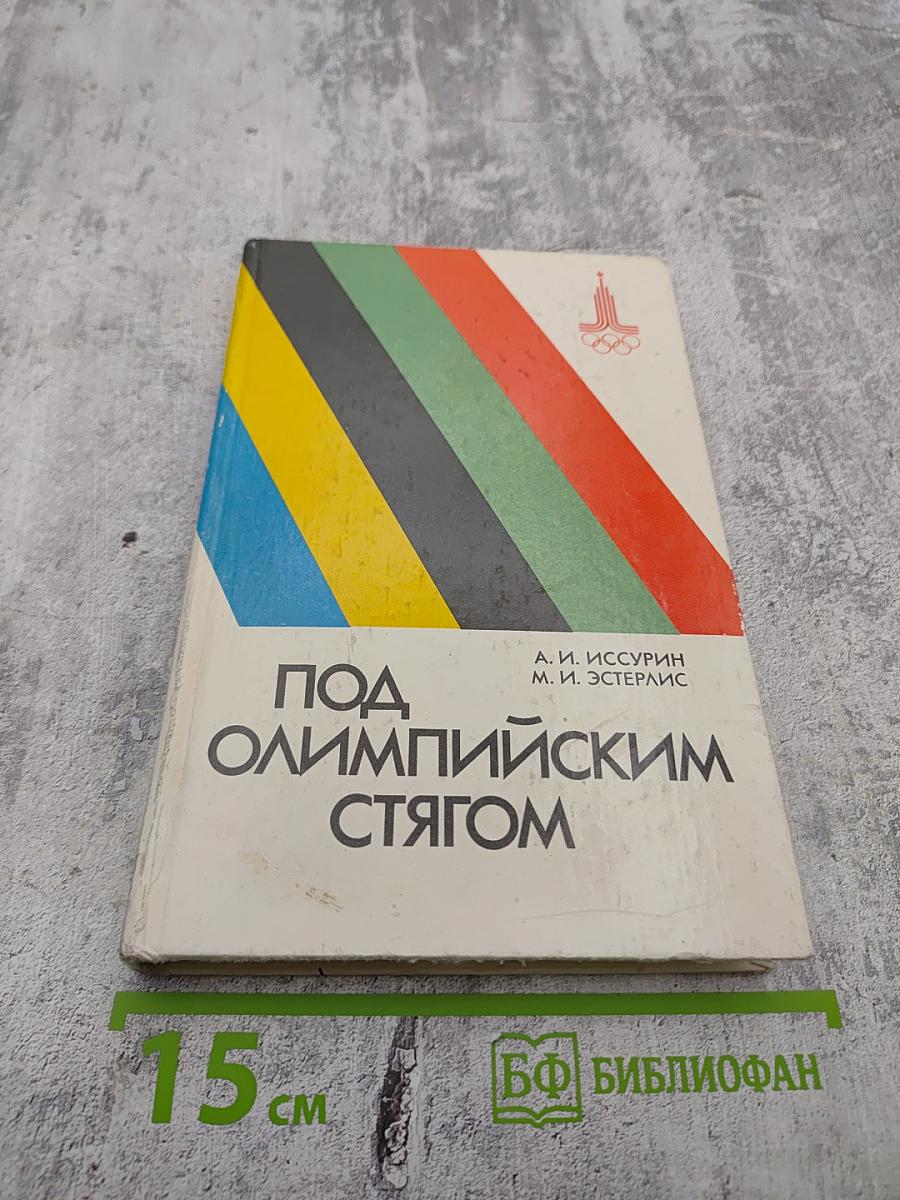 А. И. ИССУРИН
М. И. ЭСТЕРЛИС
ПОД
ОЛИМПИЙСКИМ
СТЯГОМ
15 см
БФ БИБЛИОФАН